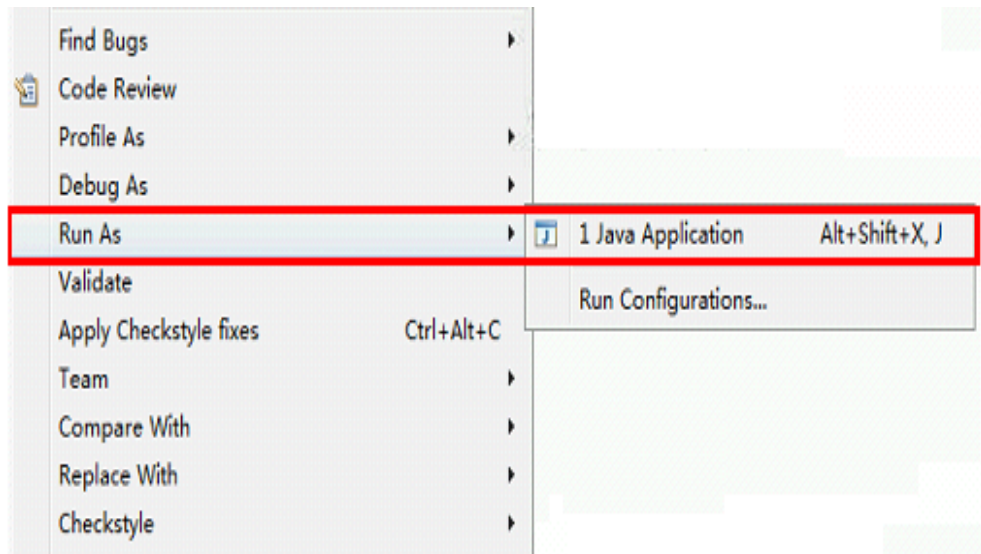 Find Bugs
Code Review
Profile As
Debug As
Run As
1 Java Application Alt+Shift+X, J
Validate
Run Configurations...
Apply Checkstyle fixes Ctrl+Alt+C
Team
Compare With
Replace With
Checkstyle